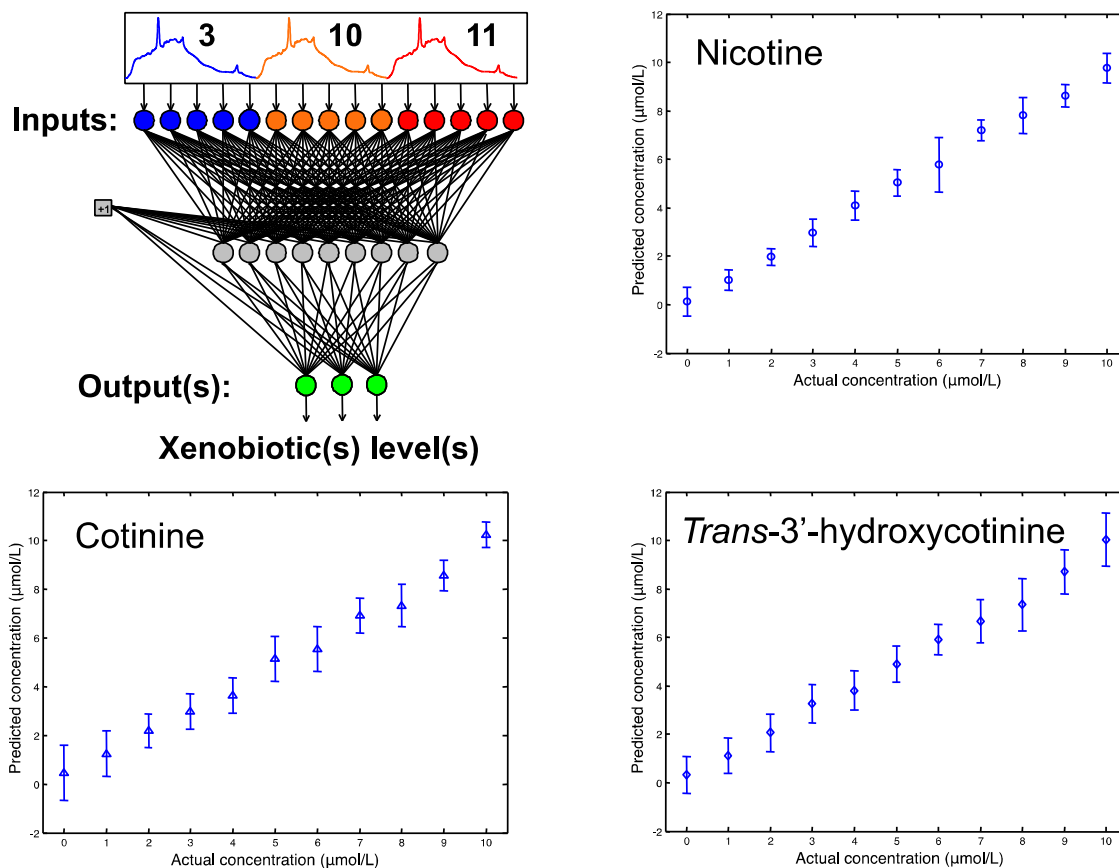 3 10 11
Inputs:
+1
Output(s):
Xenobiotic(s) level(s)
Nicotine
Predicted concentration (µmol/L)
12
10
8
6
4
2
0
-2
0 1 2 3 4 5 6 7 8 9 10
Actual concentration (µmol/L)
Cotinine
Predicted concentration (µmol/L)
12
10
8
6
4
2
0
-2
0 1 2 3 4 5 6 7 8 9 10
Actual concentration (µmol/L)
Trans-3’-hydroxycotinine
Predicted concentration (µmol/L)
12
10
8
6
4
2
0
-2
0 1 2 3 4 5 6 7 8 9 10
Actual concentration (µmol/L)